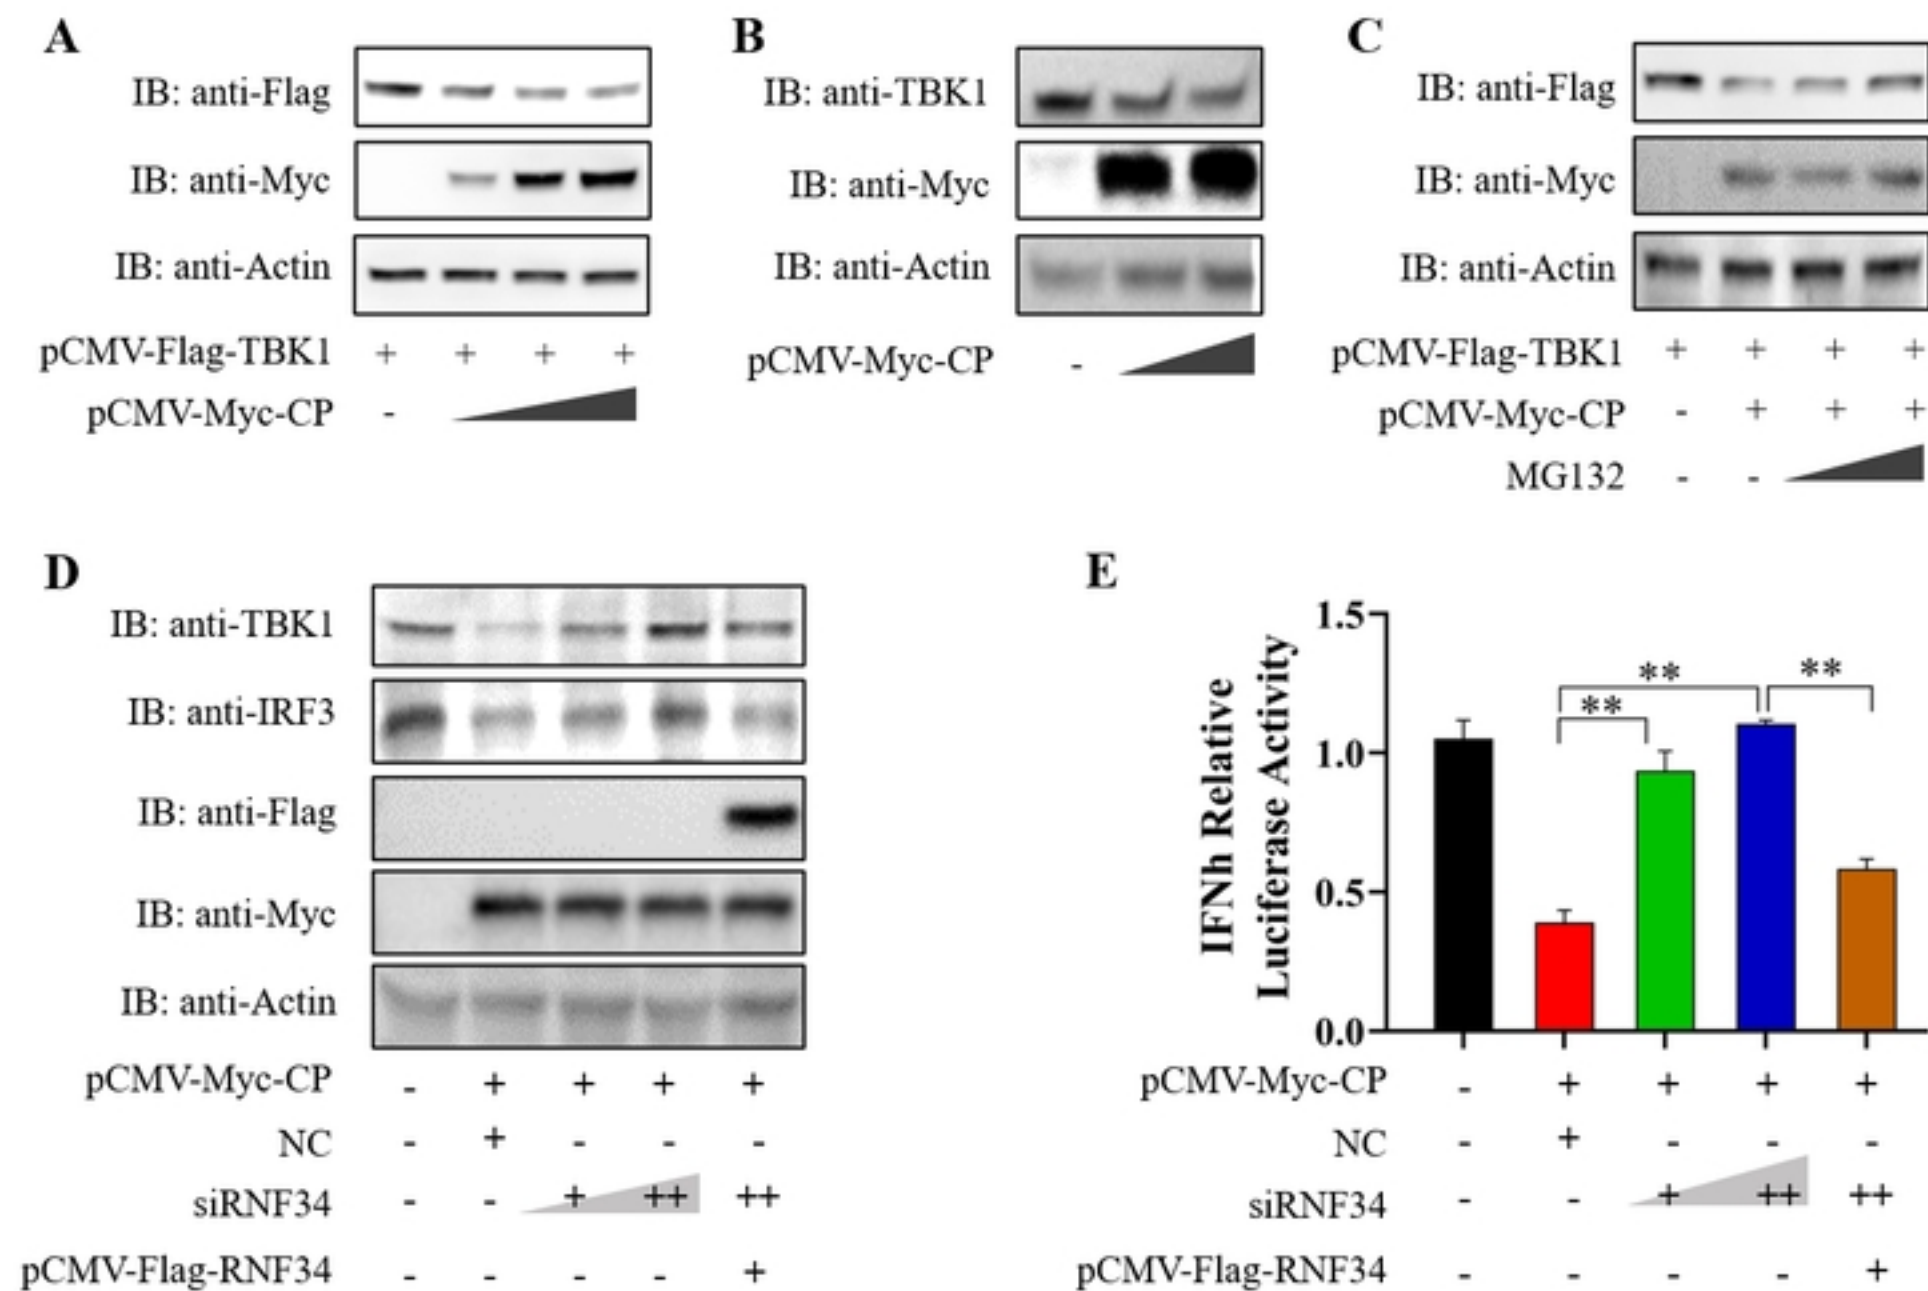 A
IB: anti-Flag
IB: anti-Myc
IB: anti-Actin
pCMV-Flag-TBK1 + + + +
pCMV-Myc-CP -
B
IB: anti-TBK1
IB: anti-Myc
IB: anti-Actin
pCMV-Myc-CP -
C
IB: anti-Flag
IB: anti-Myc
IB: anti-Actin
pCMV-Flag-TBK1 + + + +
pCMV-Myc-CP - + + +
MG132 - -
D
IB: anti-TBK1
IB: anti-IRF3
IB: anti-Flag
IB: anti-Myc
IB: anti-Actin
pCMV-Myc-CP - + + + +
NC - + - - -
siRNF34 - - + ++ ++
pCMV-Flag-RNF34 - - - - +
E
IFNh Relative
Luciferase Activity
1.5
1.0
0.5
0.0
** ** **
pCMV-Myc-CP - + + + +
NC - + - - -
siRNF34 - - + ++ ++
pCMV-Flag-RNF34 - - - - +